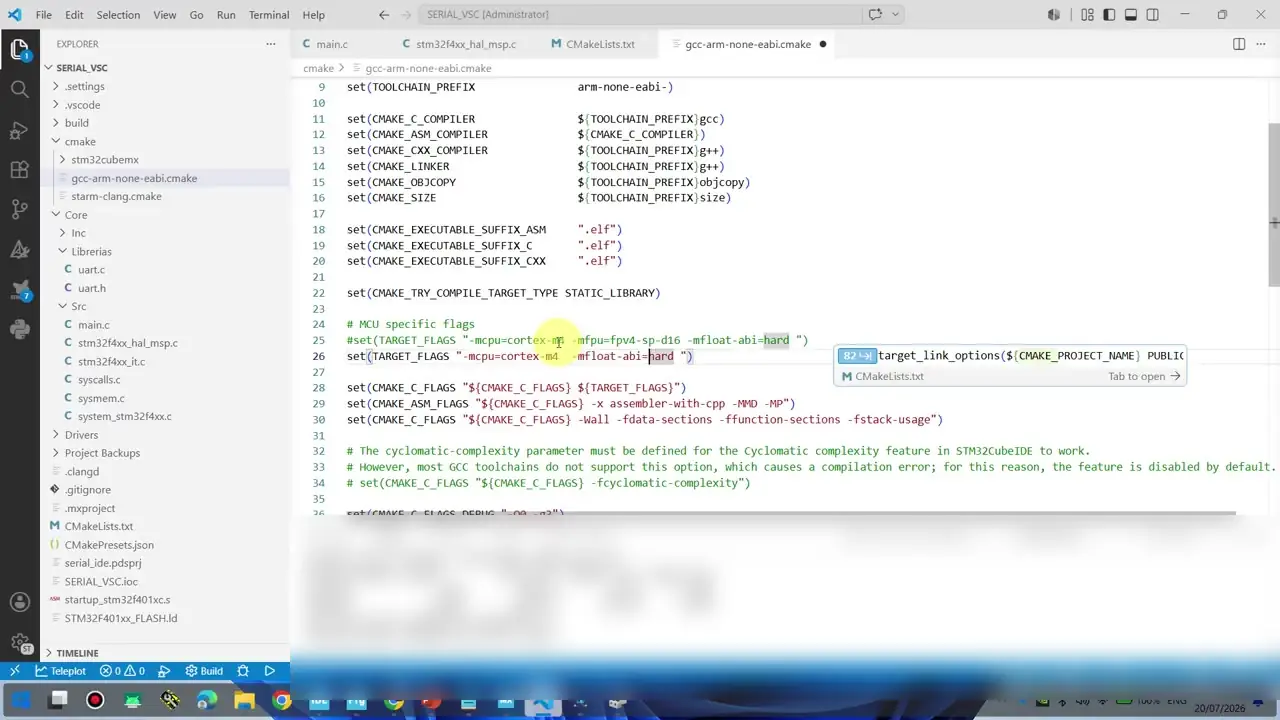 File Edit Selection View Go Run Terminal Help
SERIAL_VSC [Administrator]
EXPLORER
main.c
stm32f4xx_hal_msp.c
CMakeLists.txt
gcc-arm-none-eabi.cmake
cmake > gcc-arm-none-eabi.cmake
SERIAL_VSC
.settings
.vscode
build
cmake
stm32cubemx
gcc-arm-none-eabi.cmake
starm-clang.cmake
Core
Inc
Librerias
uart.c
uart.h
Src
main.c
stm32f4xx_hal_msp.c
stm32f4xx_it.c
syscalls.c
sysmem.c
system_stm32f4xx.c
Drivers
Project Backups
.clangd
.gitignore
.mxproject
CMakeLists.txt
CMakePresets.json
serial_ide.pdsprj
SERIAL_VSC.ioc
startup_stm32f401xc.s
STM32F401xx_FLASH.ld
TIMELINE
9 set(TOOLCHAIN_PREFIX arm-none-eabi-)
10
11 set(CMAKE_C_COMPILER ${TOOLCHAIN_PREFIX}gcc)
12 set(CMAKE_ASM_COMPILER ${CMAKE_C_COMPILER})
13 set(CMAKE_CXX_COMPILER ${TOOLCHAIN_PREFIX}g++)
14 set(CMAKE_LINKER ${TOOLCHAIN_PREFIX}g++)
15 set(CMAKE_OBJCOPY ${TOOLCHAIN_PREFIX}objcopy)
16 set(CMAKE_SIZE ${TOOLCHAIN_PREFIX}size)
17
18 set(CMAKE_EXECUTABLE_SUFFIX_ASM ".elf")
19 set(CMAKE_EXECUTABLE_SUFFIX_C ".elf")
20 set(CMAKE_EXECUTABLE_SUFFIX_CXX ".elf")
21
22 set(CMAKE_TRY_COMPILE_TARGET_TYPE STATIC_LIBRARY)
23
24 # MCU specific flags
25 #set(TARGET_FLAGS "-mcpu=cortex-m4 -mfpu=fpv4-sp-d16 -mfloat-abi=hard ")
26 set(TARGET_FLAGS "-mcpu=cortex-m4 -mfloat-abi=hard ")
82 target_link_options(${CMAKE_PROJECT_NAME} PUBLIC
CMakeLists.txt Tab to open
27
28 set(CMAKE_C_FLAGS "${CMAKE_C_FLAGS} ${TARGET_FLAGS}")
29 set(CMAKE_ASM_FLAGS "${CMAKE_C_FLAGS} -x assembler-with-cpp -MMD -MP")
30 set(CMAKE_C_FLAGS "${CMAKE_C_FLAGS} -Wall -fdata-sections -ffunction-sections -fstack-usage")
31
32 # The cyclomatic-complexity parameter must be defined for the Cyclomatic complexity feature in STM32CubeIDE to work.
33 # However, most GCC toolchains do not support this option, which causes a compilation error; for this reason, the feature is disabled by default.
34 # set(CMAKE_C_FLAGS "${CMAKE_C_FLAGS} -fcyclomatic-complexity")
35
36 set(CMAKE_C_FLAGS_DEBUG "-O0 -g3")
Teleplot 0 0 Build
100% ENG
20/07/2026